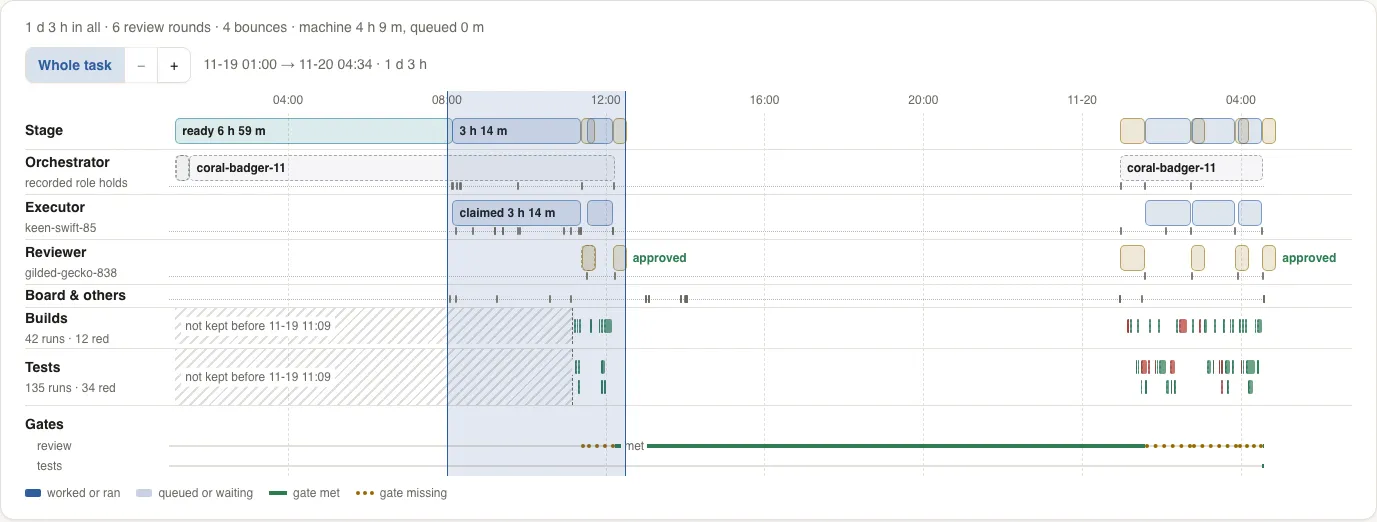 1 d 3 h in all · 6 review rounds · 4 bounces · machine 4 h 9 m, queued 0 m
Whole task − + 11-19 01:00 → 11-20 04:34 · 1 d 3 h
04:00 08:00 12:00 16:00 20:00 11-20 04:00
Stage ready 6 h 59 m 3 h 14 m
Orchestrator coral-badger-11 coral-badger-11
recorded role holds
Executor claimed 3 h 14 m
keen-swift-85
Reviewer approved approved
gilded-gecko-838
Board & others
Builds not kept before 11-19 11:09
42 runs · 12 red
Tests not kept before 11-19 11:09
135 runs · 34 red
Gates
review met
tests
worked or ran queued or waiting gate met gate missing